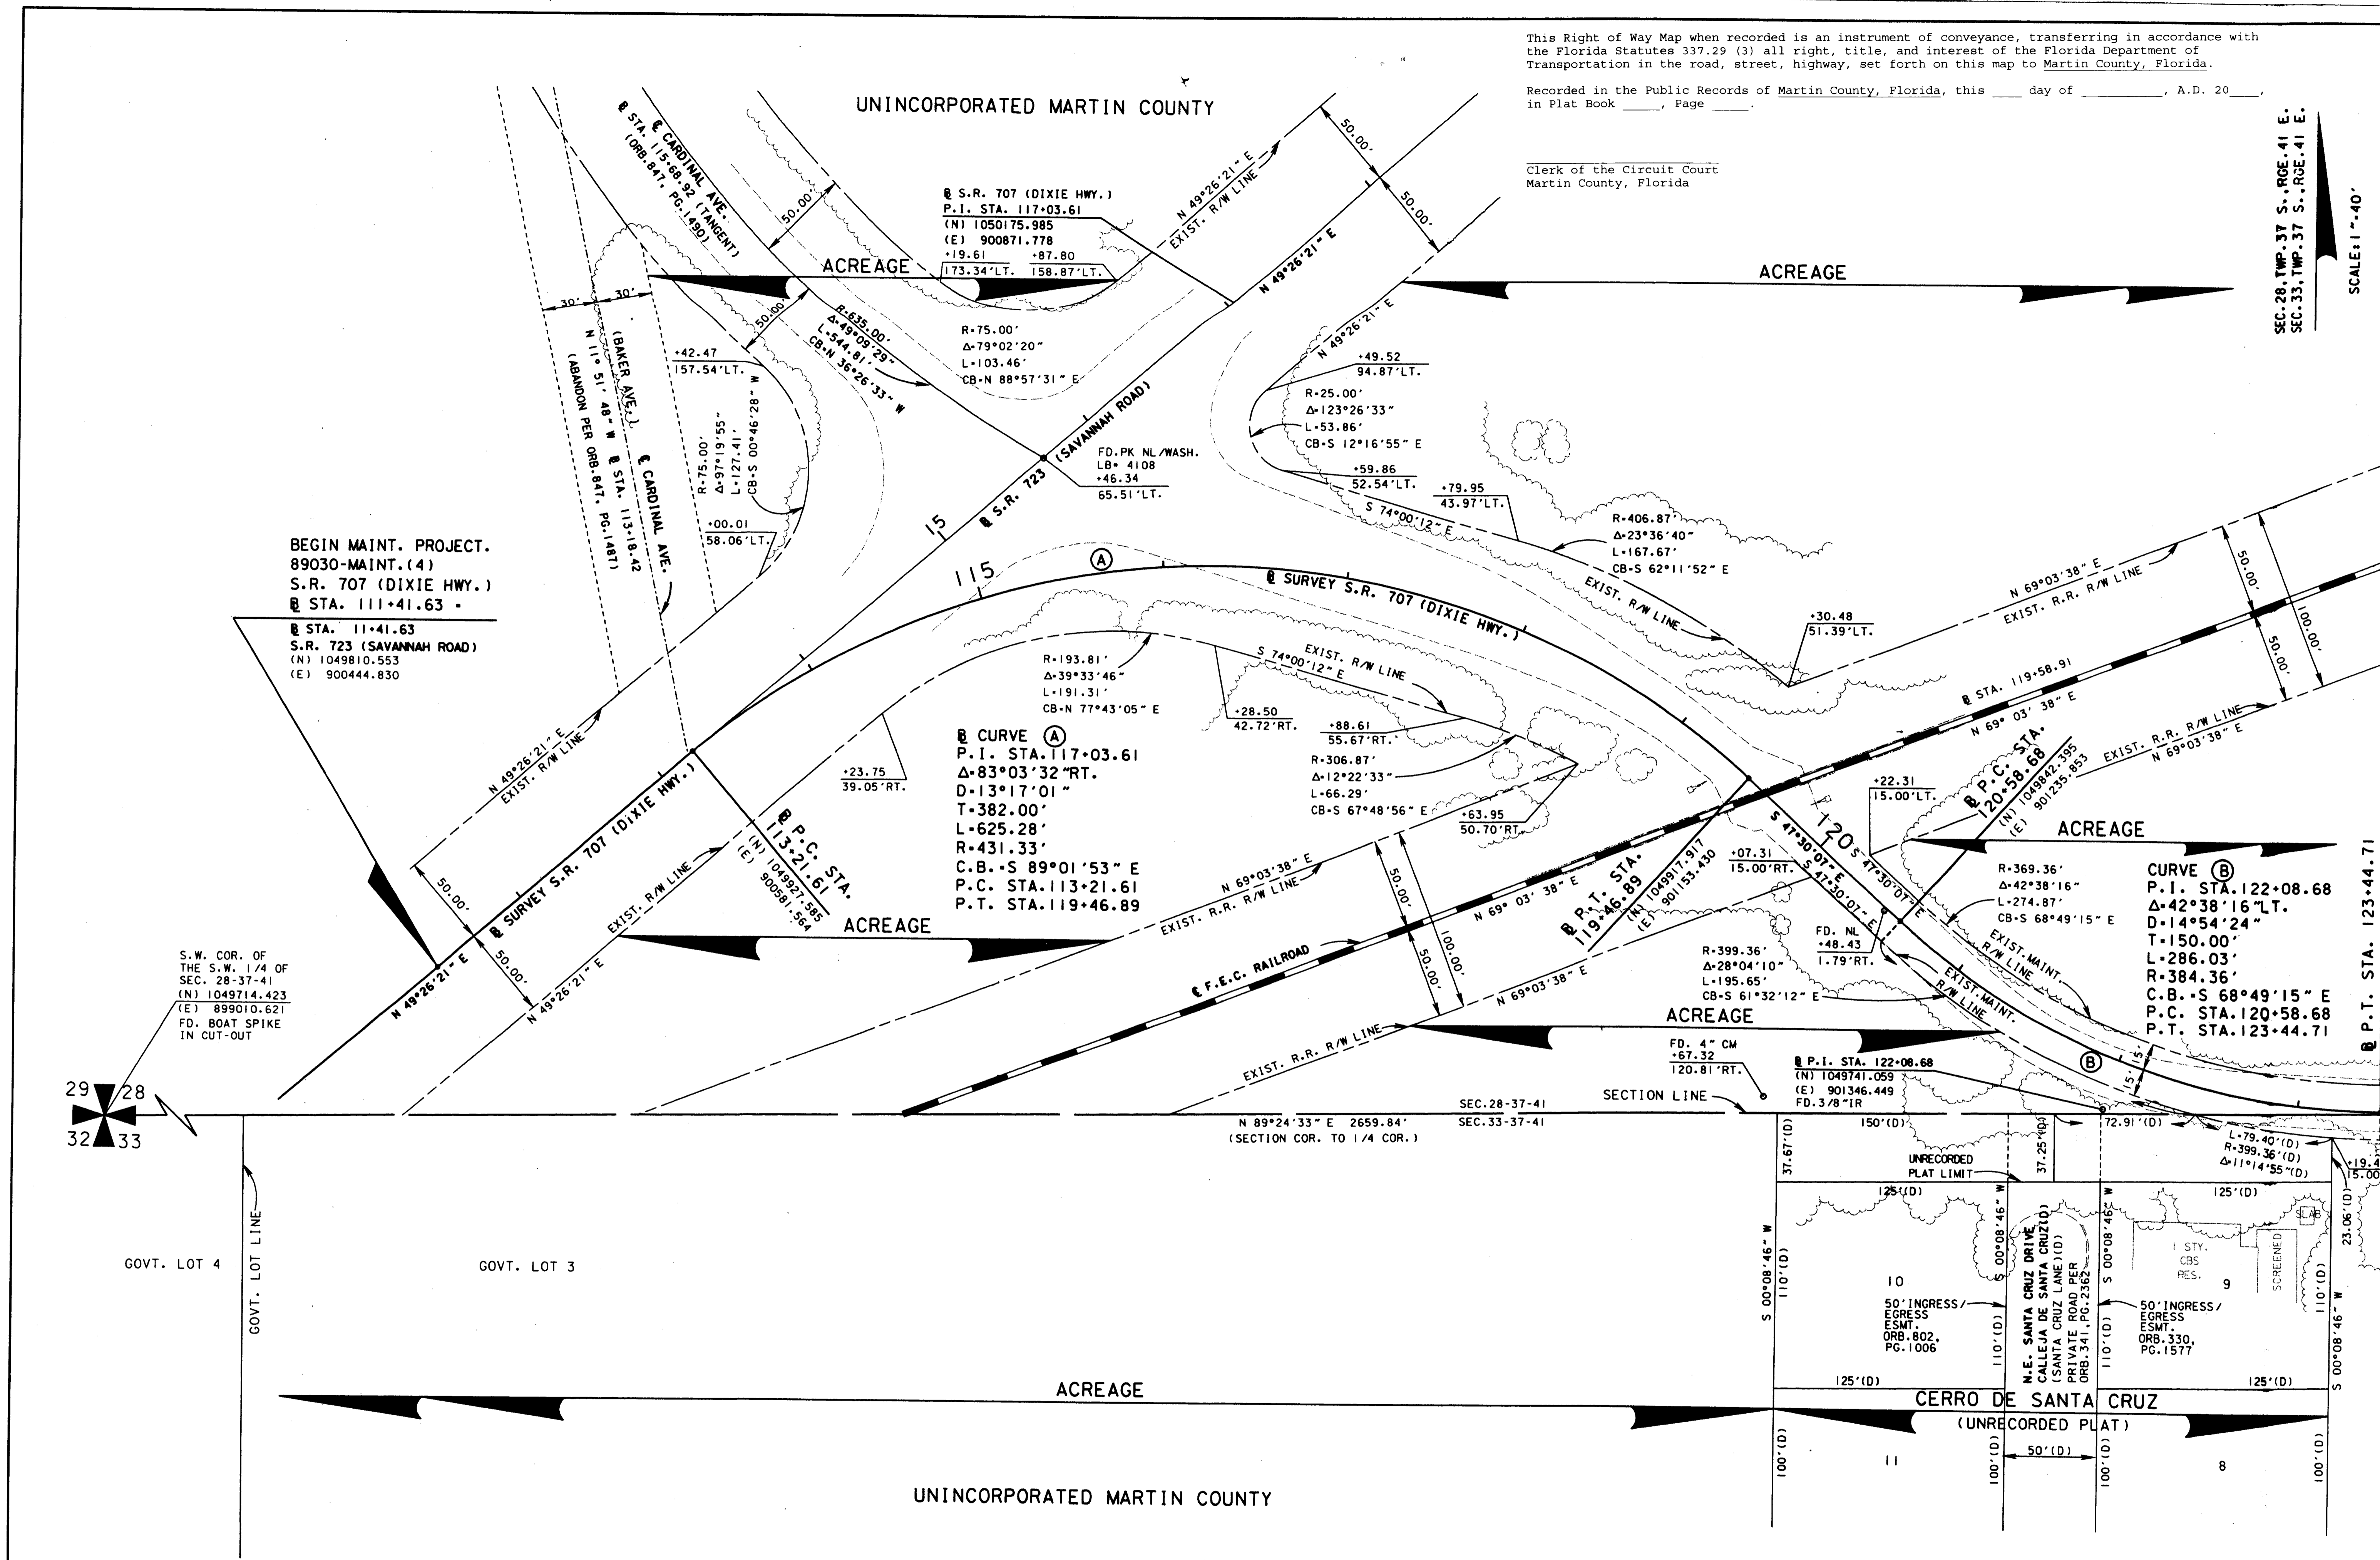 This Right of Way Map when recorded is an instrument of conveyance, transferring in accordance with
the Florida Statutes 337.29 (3) all right, title, and interest of the Florida Department of
Transportation in the road, street, highway, set forth on this map to Martin County, Florida.
Recorded in the Public Records of Martin County, Florida, this ____ day of __________, A.D. 20___,
in Plat Book _____, Page _____.
Clerk of the Circuit Court
Martin County, Florida
SEC.28,TWP.37 S.,RGE.41 E.
SEC.33,TWP.37 S.,RGE.41 E.
SCALE:1"=40'
UNINCORPORATED MARTIN COUNTY
℄ CARDINAL AVE.
B STA. 115+68.92 (TANGENT)
(ORB.847, PG.1490)
50.00'
50.00'
B S.R. 707 (DIXIE HWY.)
P.I. STA. 117+03.61
(N) 1050175.985
(E) 900871.778
+19.61
173.34'LT.
+87.80
158.87'LT.
N 49°26'21" E
EXIST. R/W LINE
50.00'
50.00'
N 49°26'21" E
ACREAGE
ACREAGE
30'
30'
(BAKER AVE.)
N 11° 51' 48" W
B STA. 113+18.42
℄ CARDINAL AVE.
(ABANDON PER ORB.847, PG.1487)
R=635.00'
Δ=49°09'29"
L=544.81'
CB=N 36°26'33" W
R=75.00'
Δ=79°02'20"
L=103.46'
CB=N 88°57'31" E
+42.47
157.54'LT.
R=75.00'
Δ=97°19'55"
L=127.41'
CB=S 00°46'28" W
+00.01
58.06'LT.
FD.PK NL/WASH.
LB# 4108
+46.34
65.51'LT.
B S.R. 723 (SAVANNAH ROAD)
15
N 49°26'21" E
+49.52
94.87'LT.
R=25.00'
Δ=123°26'33"
L=53.86'
CB=S 12°16'55" E
+59.86
52.54'LT.
+79.95
43.97'LT.
S 74°00'12" E
R=406.87'
Δ=23°36'40"
L=167.67'
CB=S 62°11'52" E
EXIST. R/W LINE
+30.48
51.39'LT.
N 69°03'38" E
EXIST. R.R. R/W LINE
50.00'
50.00'
100.00'
BEGIN MAINT. PROJECT.
89030-MAINT.(4)
S.R. 707 (DIXIE HWY.)
B STA. 111+41.63 =
B STA. 11+41.63
S.R. 723 (SAVANNAH ROAD)
(N) 1049810.553
(E) 900444.830
115
A
B SURVEY S.R. 707 (DIXIE HWY.)
R=193.81'
Δ=39°33'46"
L=191.31'
CB=N 77°43'05" E
EXIST. R/W LINE
S 74°00'12" E
+28.50
42.72'RT.
+88.61
55.67'RT.
R=306.87'
Δ=12°22'33"
L=66.29'
CB=S 67°48'56" E
+63.95
50.70'RT.
+23.75
39.05'RT.
B CURVE A
P.I. STA.117+03.61
Δ=83°03'32"RT.
D=13°17'01"
T=382.00'
L=625.28'
R=431.33'
C.B.=S 89°01'53" E
P.C. STA.113+21.61
P.T. STA.119+46.89
N 49°26'21" E
EXIST. R/W LINE
50.00'
50.00'
B SURVEY S.R. 707 (DIXIE HWY.)
N 49°26'21" E
EXIST. R/W LINE
N 49°26'21" E
B P.C. STA.
113+21.61
(N) 1049927.585
(E) 900581.564
ACREAGE
B STA. 119+58.91
N 69° 03' 38" E
EXIST. R.R. R/W LINE
N 69°03'38" E
B P.C. STA.
120+58.68
(N) 1049842.395
(E) 901235.853
+22.31
15.00'LT.
120
S 47°30'07" E
S 47°30'07" E
S 47°30'07" E
+07.31
15.00'RT.
B P.T. STA.
119+46.89
(N) 1049917.917
(E) 901153.430
N 69°03'38" E
EXIST. R.R. R/W LINE
50.00'
50.00'
100.00'
N 69° 03' 38" E
℄ F.E.C. RAILROAD
N 69°03'38" E
EXIST. R.R. R/W LINE
FD. NL
+48.43
1.79'RT.
R=399.36'
Δ=28°04'10"
L=195.65'
CB=S 61°32'12" E
R=369.36'
Δ=42°38'16"
L=274.87'
CB=S 68°49'15" E
EXIST.MAINT.
R/W LINE
EXIST.MAINT.
R/W LINE
ACREAGE
CURVE B
P.I. STA.122+08.68
Δ=42°38'16"LT.
D=14°54'24"
T=150.00'
L=286.03'
R=384.36'
C.B.=S 68°49'15" E
P.C. STA.120+58.68
P.T. STA.123+44.71
B P.T. STA. 123+44.71
ACREAGE
FD. 4" CM
+67.32
120.81'RT.
B P.I. STA. 122+08.68
(N) 1049741.059
(E) 901346.449
FD.3/8"IR
B
15'
15'
S.W. COR. OF
THE S.W. 1/4 OF
SEC. 28-37-41
(N) 1049714.423
(E) 899010.621
FD. BOAT SPIKE
IN CUT-OUT
29 28
32 33
SECTION LINE
SEC.28-37-41
SEC.33-37-41
N 89°24'33" E 2659.84'
(SECTION COR. TO 1/4 COR.)
GOVT. LOT LINE
GOVT. LOT 4
GOVT. LOT 3
37.67'(D)
150'(D)
37.25'(D)
72.91'(D)
L=79.40'(D)
R=399.36'(D)
Δ=11°14'55"(D)
+19.4
15.00
UNRECORDED
PLAT LIMIT
125'(D)
125'(D)
23.06'(D)
SLAB
1 STY.
CBS
RES.
SCREENED
S 00°08'46" W
110'(D)
S 00°08'46" W
110'(D)
S 00°08'46" W
110'(D)
S 00°08'46" W
110'(D)
10
9
50'INGRESS/
EGRESS
ESMT.
ORB.802,
PG.1006
N.E. SANTA CRUZ DRIVE
CALLEJA DE SANTA CRUZ(D)
(SANTA CRUZ LANE)(D)
PRIVATE ROAD PER
ORB.341,PG.2362
50'INGRESS/
EGRESS
ESMT.
ORB.330,
PG.1577
125'(D)
125'(D)
ACREAGE
CERRO DE SANTA CRUZ
(UNRECORDED PLAT)
100'(D)
100'(D)
50'(D)
100'(D)
100'(D)
11
8
UNINCORPORATED MARTIN COUNTY